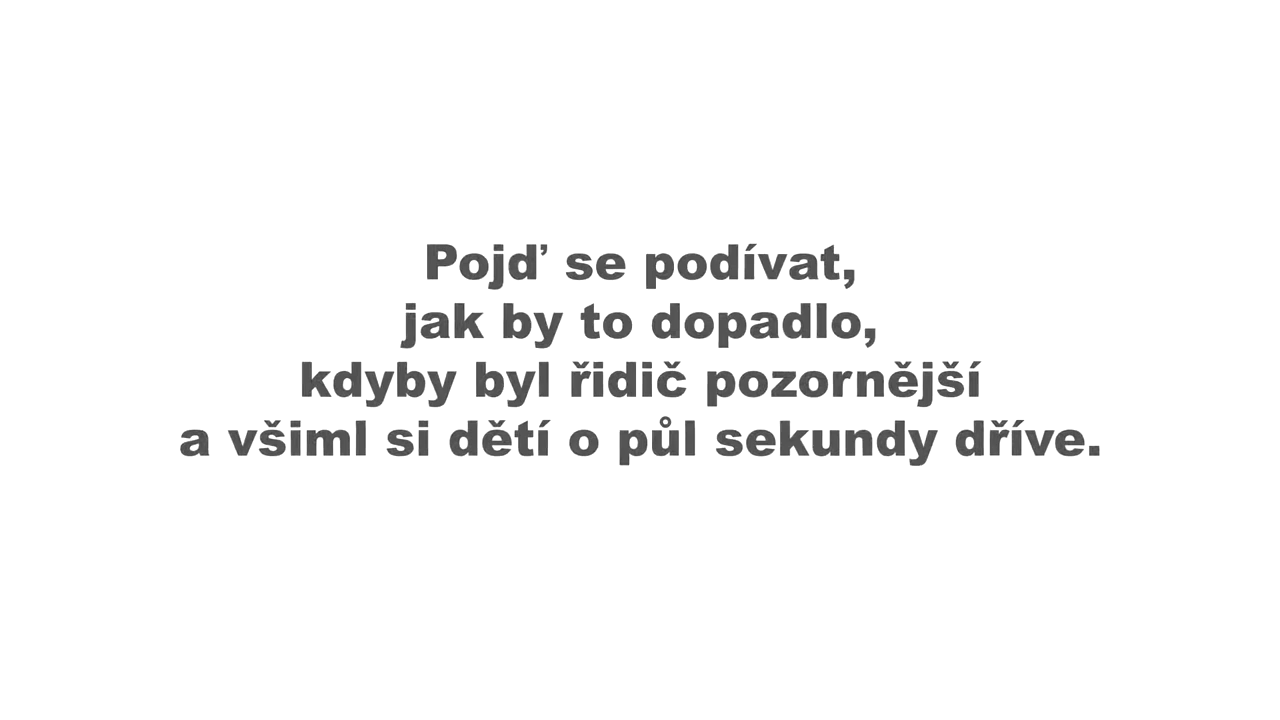 Pojď se podívat,
jak by to dopadlo,
kdyby byl řidič pozornější
a všiml si dětí o půl sekundy dříve.